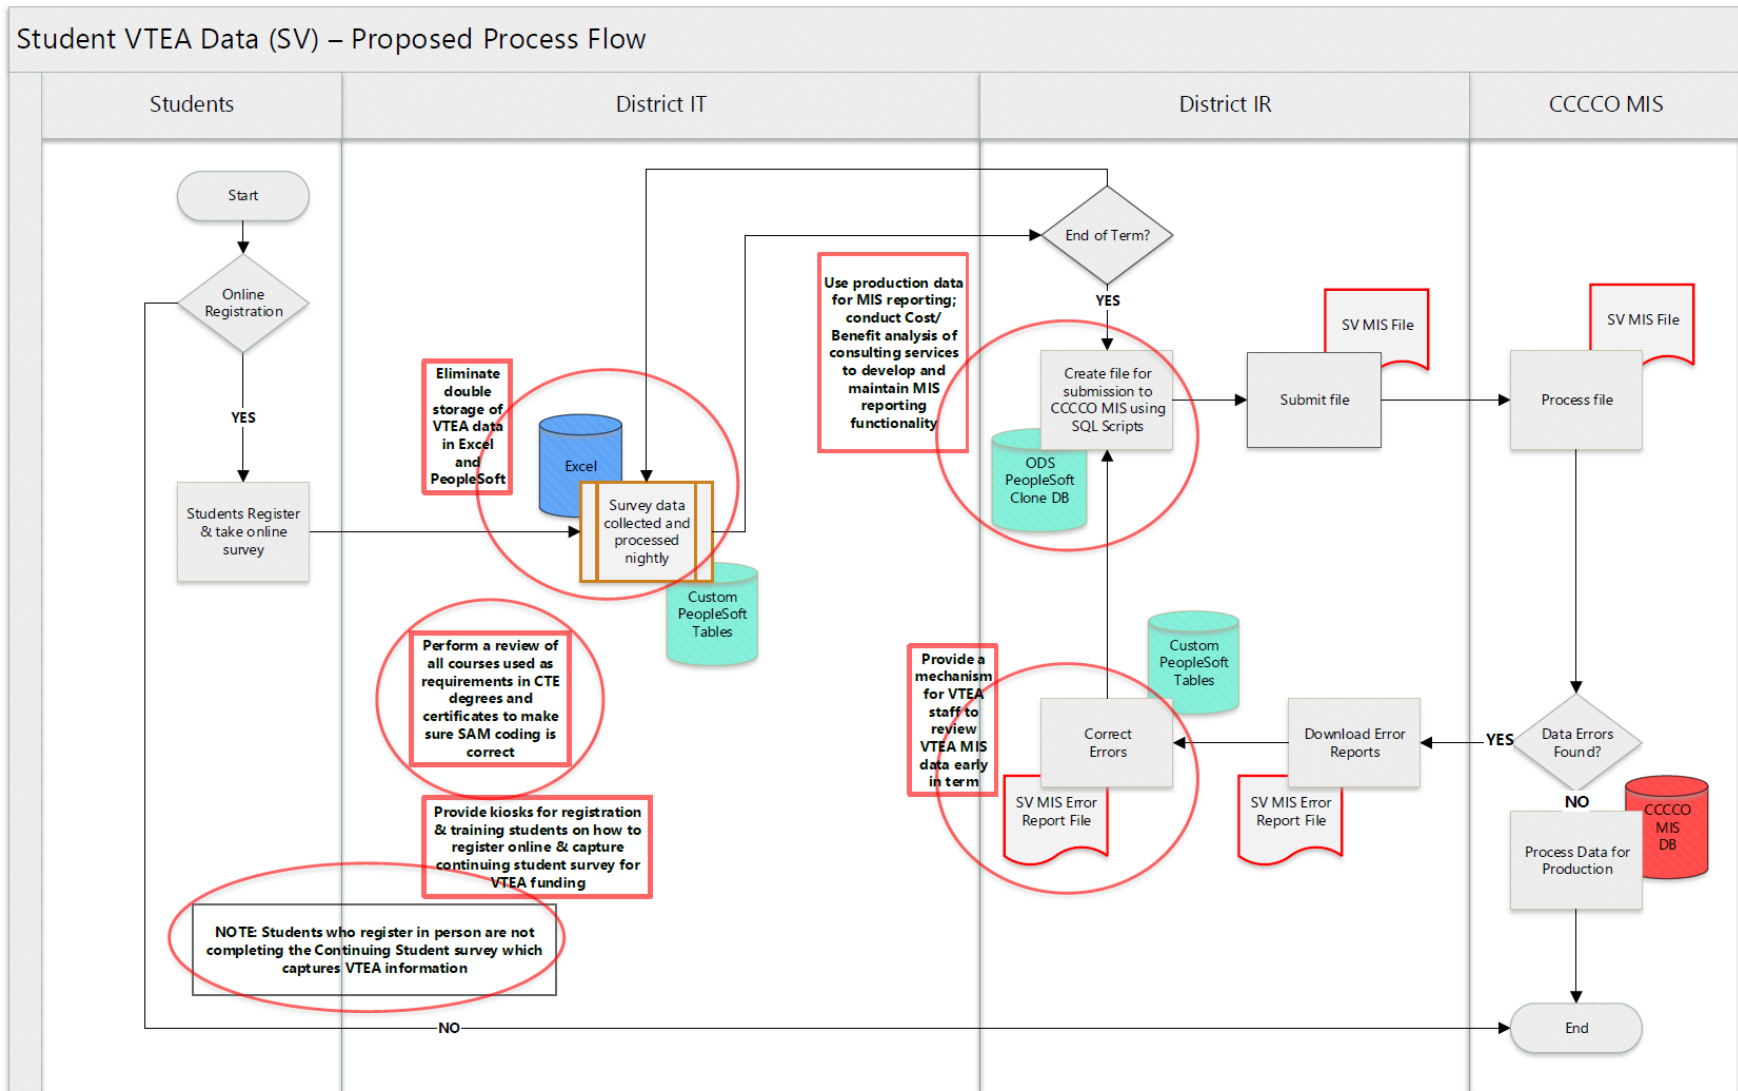 Student VTEA Data (SV) – Proposed Process Flow
Students
District IT
District IR
CCCCO MIS
Start
Online
Registration
YES
Students Register
& take online
survey
Eliminate
double
storage of
VTEA data
in Excel
and
PeopleSoft
Excel
Survey data
collected and
processed
nightly
Custom
PeopleSoft
Tables
Perform a review of
all courses used as
requirements in CTE
degrees and
certificates to make
sure SAM coding is
correct
Provide kiosks for registration
& training students on how to
register online & capture
continuing student survey for
VTEA funding
NOTE: Students who register in person are not
completing the Continuing Student survey which
captures VTEA information
NO
End of Term?
YES
Use production data
for MIS reporting;
conduct Cost/
Benefit analysis of
consulting services
to develop and
maintain MIS
reporting
functionality
Create file for
submission to
CCCCO MIS using
SQL Scripts
ODS
PeopleSoft
Clone DB
Submit file
SV MIS File
Process file
SV MIS File
Provide a
mechanism
for VTEA
staff to
review
VTEA MIS
data early
in term
Custom
PeopleSoft
Tables
Correct
Errors
SV MIS Error
Report File
Download Error
Reports
SV MIS Error
Report File
YES
Data Errors
Found?
NO
CCCCO
MIS
DB
Process Data for
Production
End